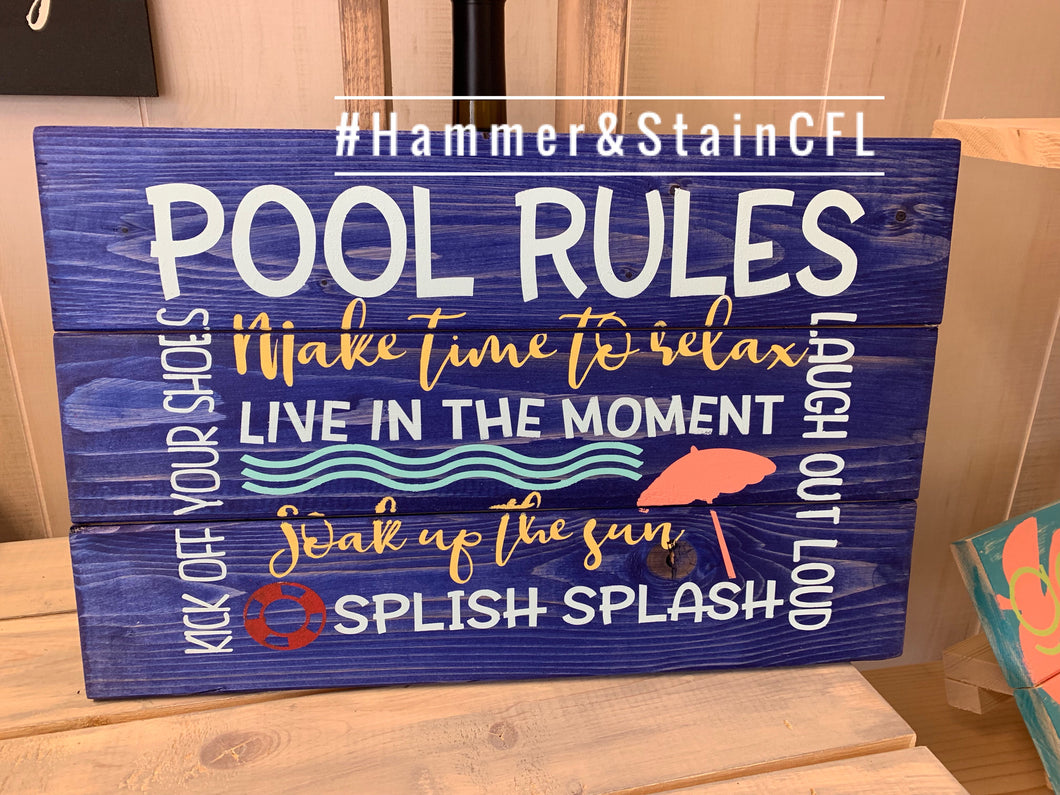 #Hammer&StainCFL
POOL RULES
KICK OFF YOUR SHOES
Make time to relax
LIVE IN THE MOMENT
Soak up the sun
SPLISH SPLASH
LAUGH OUT LOUD